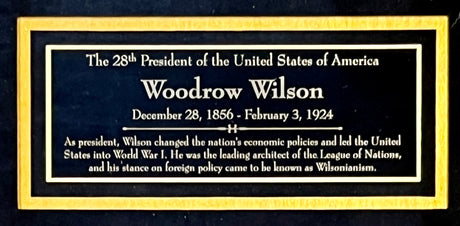 The 28th President of the United States of America
Woodrow Wilson
December 28, 1856 - February 3, 1924
As president, Wilson changed the nation's economic policies and led the United
States into World War I. He was the leading architect of the League of Nations,
and his stance on foreign policy came to be known as Wilsonianism.